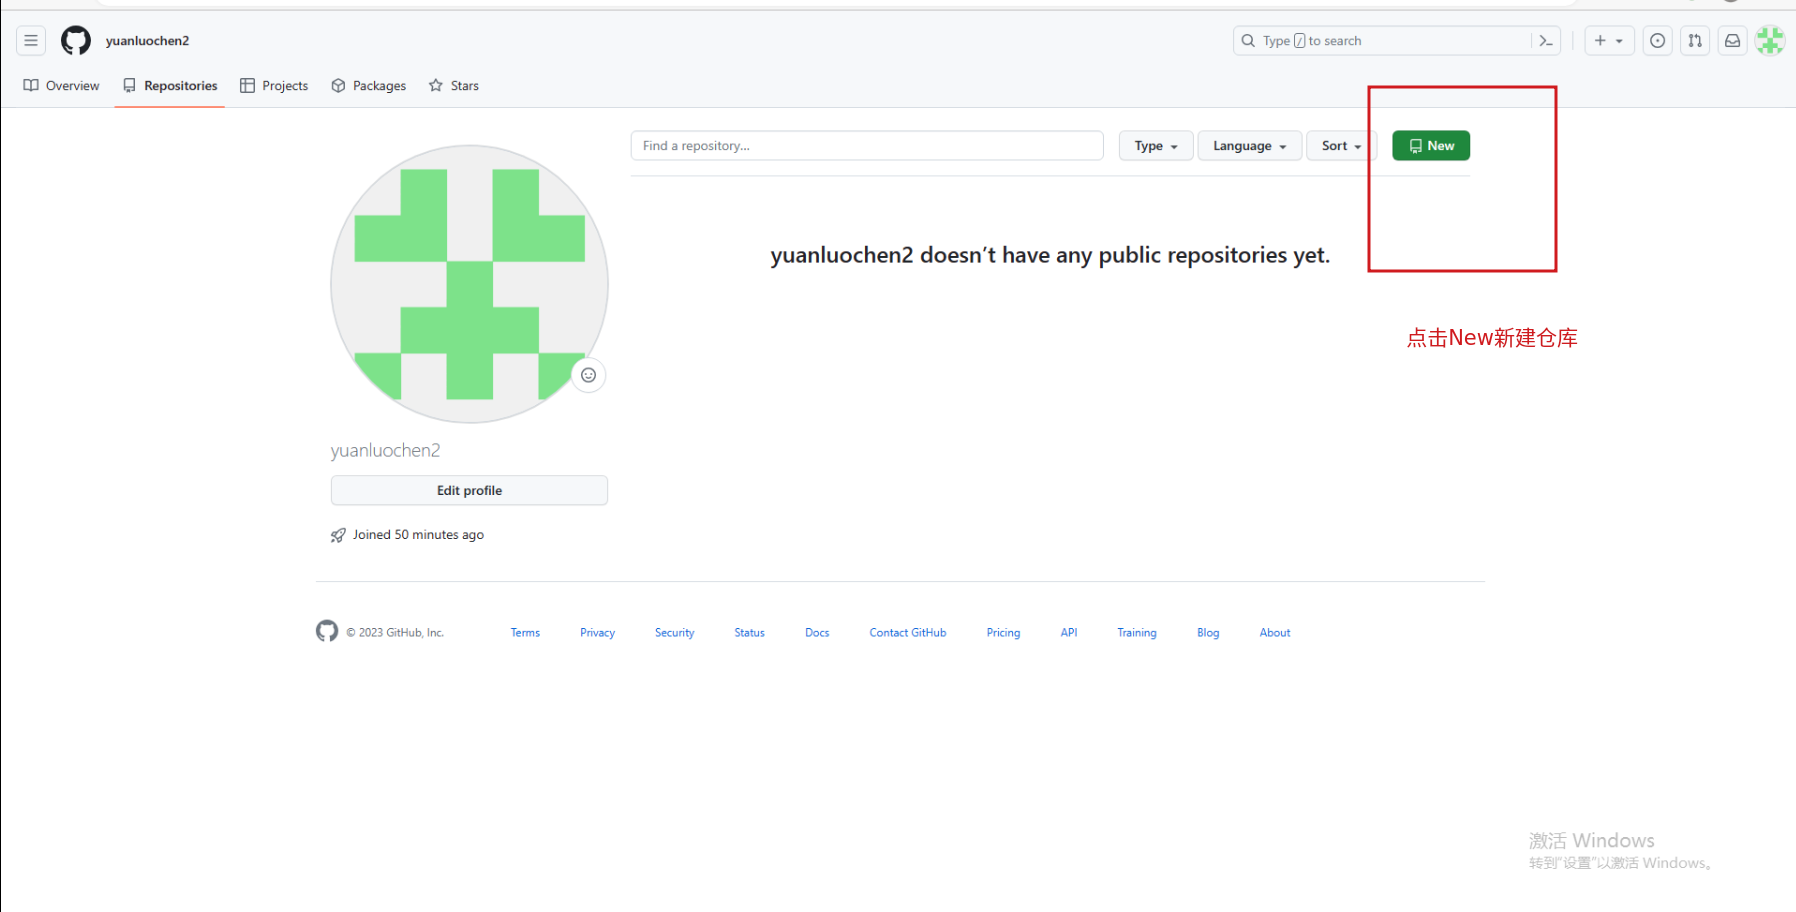 yuanluochen2
Type / to search
Overview
Repositories
Projects
Packages
Stars
Find a repository...
Type
Language
Sort
New
yuanluochen2 doesn’t have any public repositories yet.
点击New新建仓库
yuanluochen2
Edit profile
Joined 50 minutes ago
© 2023 GitHub, Inc.
Terms
Privacy
Security
Status
Docs
Contact GitHub
Pricing
API
Training
Blog
About
激活 Windows
转到"设置"以激活 Windows。